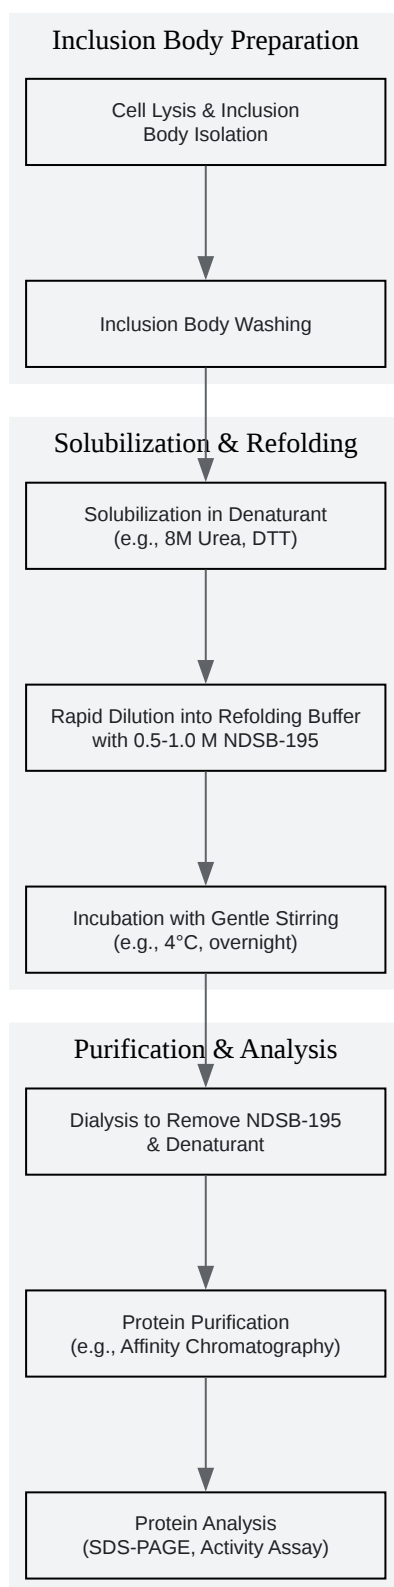 Inclusion Body Preparation
Cell Lysis & Inclusion
Body Isolation
Inclusion Body Washing
Solubilization & Refolding
Solubilization in Denaturant
(e.g., 8M Urea, DTT)
Rapid Dilution into Refolding Buffer
with 0.5-1.0 M NDSB-195
Incubation with Gentle Stirring
(e.g., 4°C, overnight)
Purification & Analysis
Dialysis to Remove NDSB-195
& Denaturant
Protein Purification
(e.g., Affinity Chromatography)
Protein Analysis
(SDS-PAGE, Activity Assay)